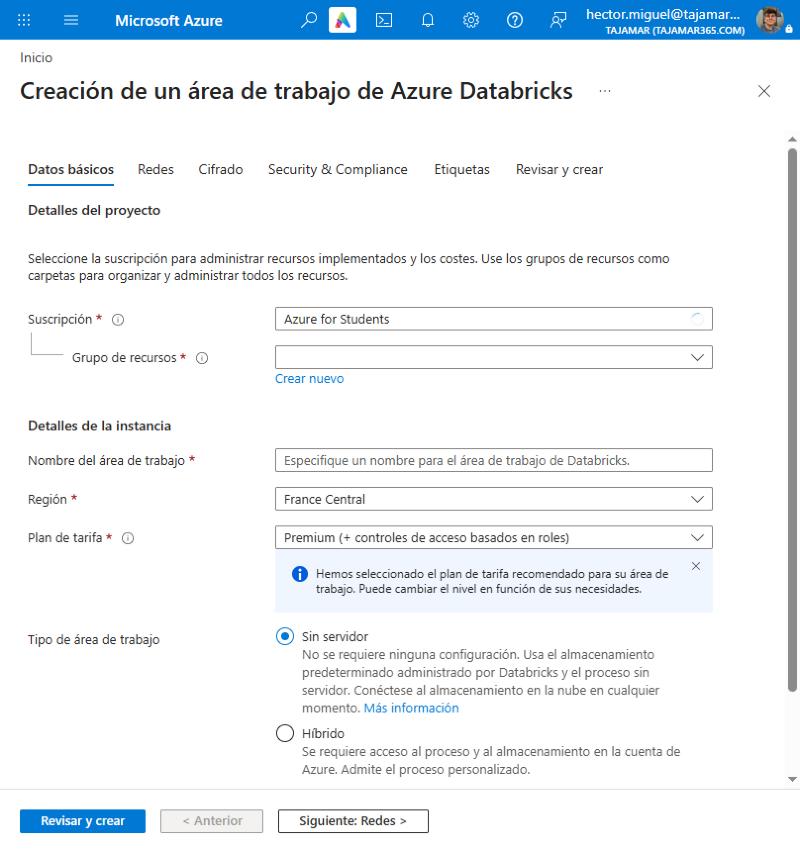 Microsoft Azure
hector.miguel@tajamar...
TAJAMAR (TAJAMAR365.COM)
Inicio
Creación de un área de trabajo de Azure Databricks
...
Datos básicos Redes Cifrado Security & Compliance Etiquetas Revisar y crear
Detalles del proyecto
Seleccione la suscripción para administrar recursos implementados y los costes. Use los grupos de recursos como
carpetas para organizar y administrar todos los recursos.
Suscripción * Azure for Students
Grupo de recursos *
Crear nuevo
Detalles de la instancia
Nombre del área de trabajo * Especifique un nombre para el área de trabajo de Databricks.
Región * France Central
Plan de tarifa * Premium (+ controles de acceso basados en roles)
Hemos seleccionado el plan de tarifa recomendado para su área de
trabajo. Puede cambiar el nivel en función de sus necesidades.
Tipo de área de trabajo Sin servidor
No se requiere ninguna configuración. Usa el almacenamiento
predeterminado administrado por Databricks y el proceso sin
servidor. Conéctese al almacenamiento en la nube en cualquier
momento. Más información
Híbrido
Se requiere acceso al proceso y al almacenamiento en la cuenta de
Azure. Admite el proceso personalizado.
Revisar y crear < Anterior Siguiente: Redes >